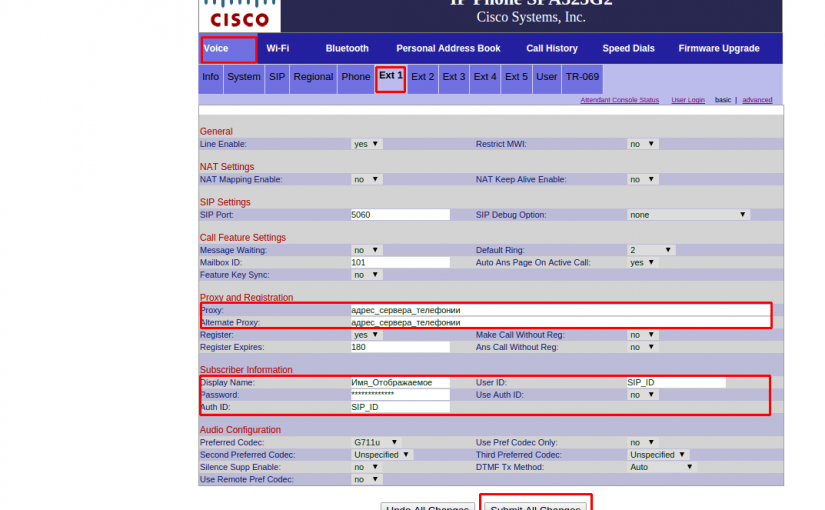 CISCO
IP Phone SPA525G2
Cisco Systems, Inc.
Voice Wi-Fi Bluetooth Personal Address Book Call History Speed Dials Firmware Upgrade
Info System SIP Regional Phone Ext 1 Ext 2 Ext 3 Ext 4 Ext 5 User TR-069
Attendant Console Status User Login basic | advanced
General
Line Enable: yes Restrict MWI: no
NAT Settings
NAT Mapping Enable: no NAT Keep Alive Enable: no
SIP Settings
SIP Port: 5060 SIP Debug Option: none
Call Feature Settings
Message Waiting: no Default Ring: 2
Mailbox ID: 101 Auto Ans Page On Active Call: yes
Feature Key Sync: no
Proxy and Registration
Proxy: адрес_сервера_телефонии
Alternate Proxy: адрес_сервера_телефонии
Register: yes Make Call Without Reg: no
Register Expires: 180 Ans Call Without Reg: no
Subscriber Information
Display Name: Имя_Отображаемое User ID: SIP_ID
Password: ************* Use Auth ID: no
Auth ID: SIP_ID
Audio Configuration
Preferred Codec: G711u Use Pref Codec Only: no
Second Preferred Codec: Unspecified Third Preferred Codec: Unspecified
Silence Supp Enable: no DTMF Tx Method: Auto
Use Remote Pref Codec: no
Undo All Changes Submit All Changes